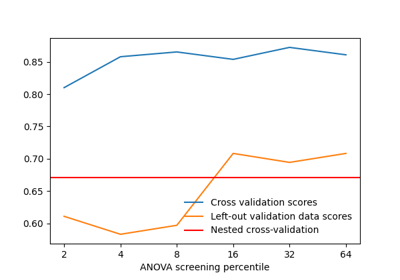 0.85
0.80
0.75
0.70
0.65
0.60
Cross validation scores
Left-out validation data scores
Nested cross-validation
2 4 8 16 32 64
ANOVA screening percentile